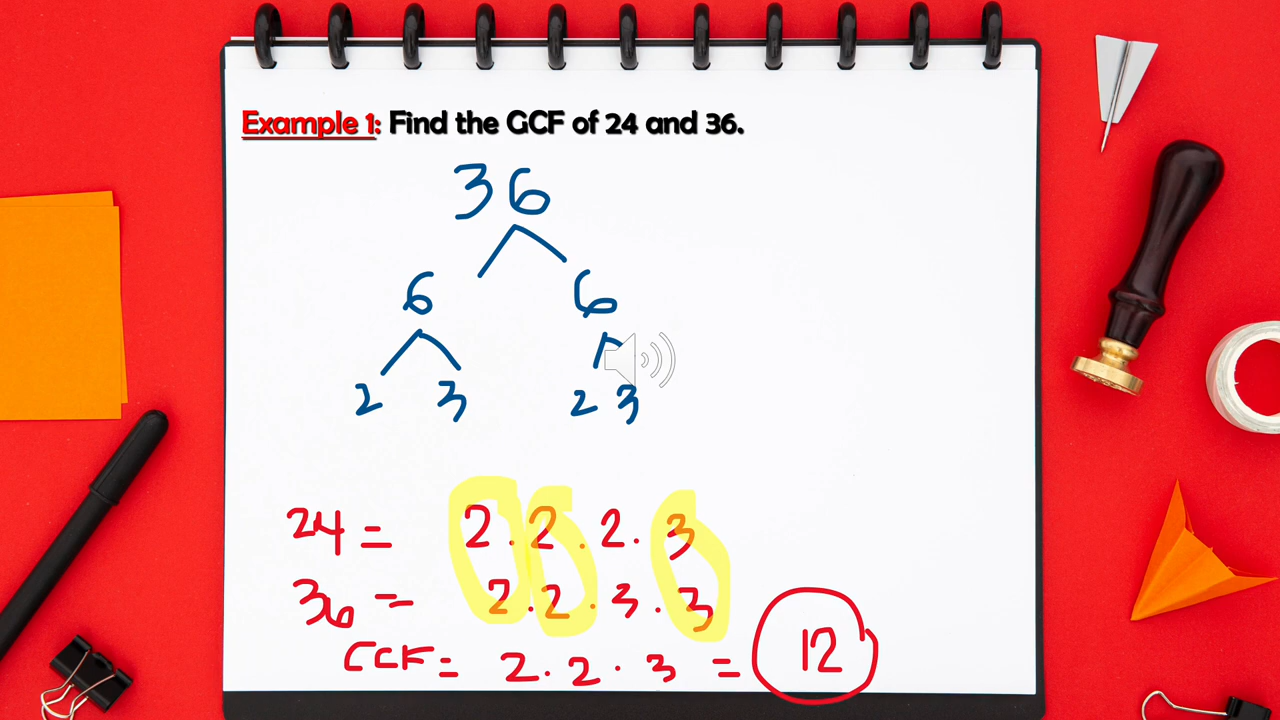 Example 1: Find the GCF of 24 and 36.
36
6 6
2 3 2 3
24 = 2 . 2 . 2 . 3
36 = 2 . 2 . 3 . 3
GCF = 2 . 2 . 3 = 12